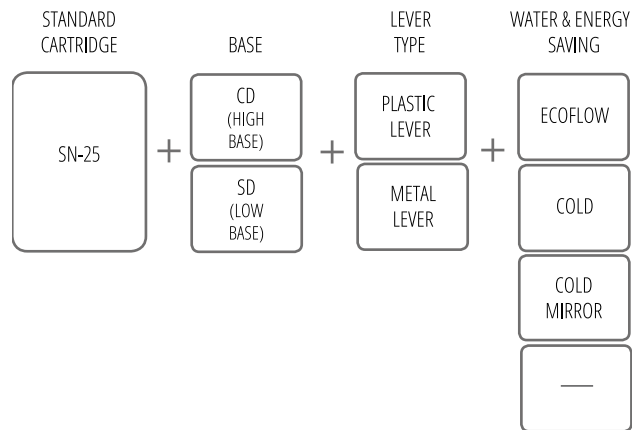 STANDARD
CARTRIDGE
BASE
LEVER
TYPE
WATER & ENERGY
SAVING
SN-25
+
CD
(HIGH
BASE)
SD
(LOW
BASE)
+
PLASTIC
LEVER
METAL
LEVER
+
ECOFLOW
COLD
COLD
MIRROR
—